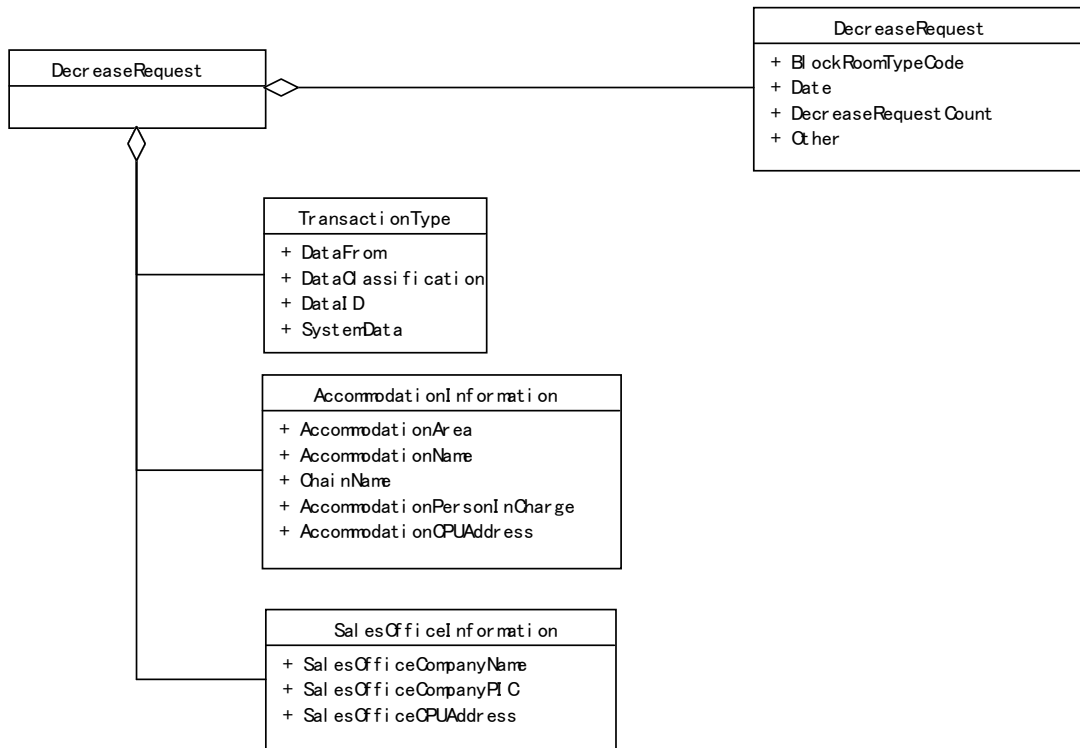 DecreaseRequest
DecreaseRequest
+ BlockRoomTypeCode
+ Date
+ DecreaseRequestCount
+ Other
TransactionType
+ DataFrom
+ DataClassification
+ DataID
+ SystemData
AccommodationInformation
+ AccommodationArea
+ AccommodationName
+ ChainName
+ AccommodationPersonInCharge
+ AccommodationCPUAddress
SalesOfficeInformation
+ SalesOfficeCompanyName
+ SalesOfficeCompanyPIC
+ SalesOfficeCPUAddress